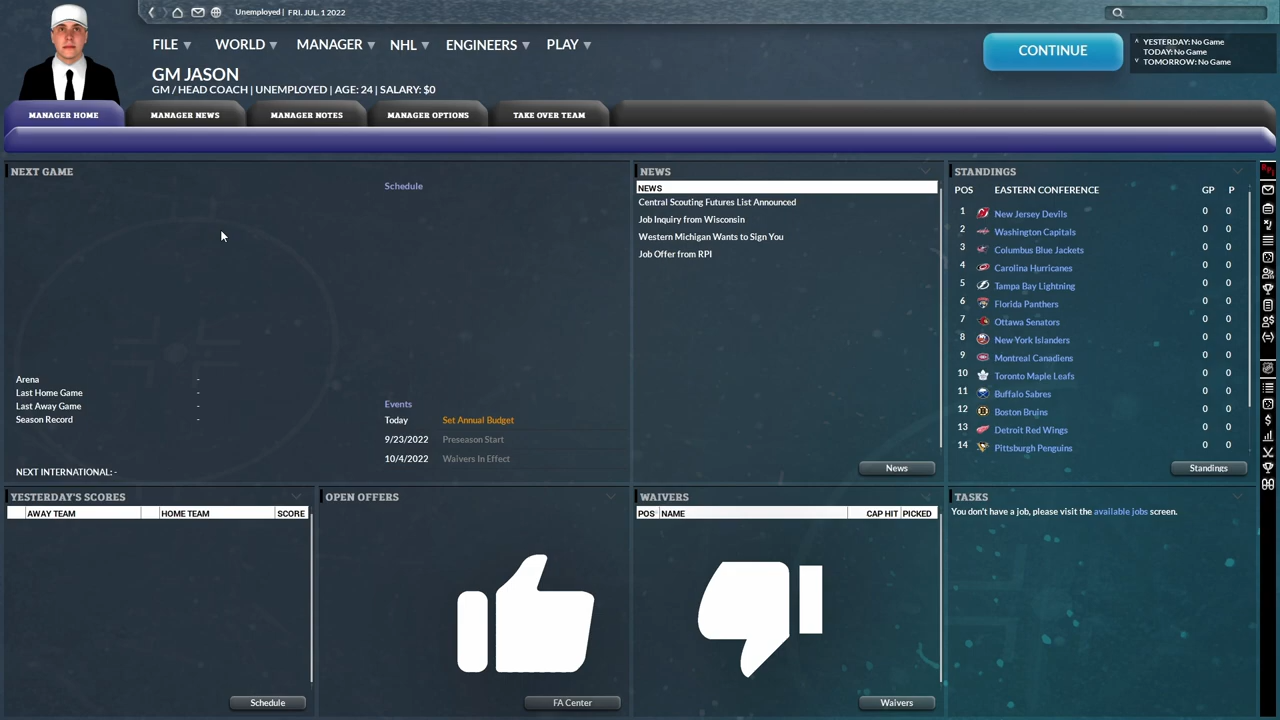 Unemployed | FRI. JUL. 1 2022
FILE WORLD MANAGER NHL ENGINEERS PLAY
CONTINUE
YESTERDAY: No Game
TODAY: No Game
TOMORROW: No Game
GM JASON
GM / HEAD COACH | UNEMPLOYED | AGE: 24 | SALARY: $0
MANAGER HOME MANAGER NEWS MANAGER NOTES MANAGER OPTIONS TAKE OVER TEAM
NEXT GAME
Schedule
Arena -
Last Home Game -
Last Away Game -
Season Record -
NEXT INTERNATIONAL: -
Events
Today Set Annual Budget
9/23/2022 Preseason Start
10/4/2022 Waivers In Effect
NEWS
NEWS
Central Scouting Futures List Announced
Job Inquiry from Wisconsin
Western Michigan Wants to Sign You
Job Offer from RPI
News
STANDINGS
POS EASTERN CONFERENCE GP P
1 New Jersey Devils 0 0
2 Washington Capitals 0 0
3 Columbus Blue Jackets 0 0
4 Carolina Hurricanes 0 0
5 Tampa Bay Lightning 0 0
6 Florida Panthers 0 0
7 Ottawa Senators 0 0
8 New York Islanders 0 0
9 Montreal Canadiens 0 0
10 Toronto Maple Leafs 0 0
11 Buffalo Sabres 0 0
12 Boston Bruins 0 0
13 Detroit Red Wings 0 0
14 Pittsburgh Penguins 0 0
Standings
YESTERDAY'S SCORES
AWAY TEAM HOME TEAM SCORE
Schedule
OPEN OFFERS
FA Center
WAIVERS
POS NAME CAP HIT PICKED
Waivers
TASKS
You don't have a job, please visit the available jobs screen.